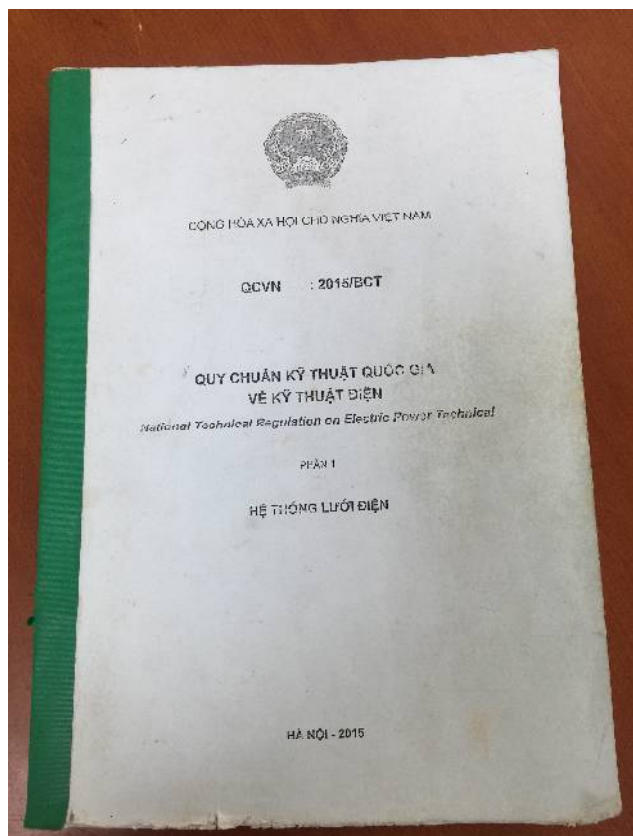 CỘNG HÒA XÃ HỘI CHỦ NGHĨA VIỆT NAM
QCVN : 2015/BCT
QUY CHUẨN KỸ THUẬT QUỐC GIA
VỀ KỸ THUẬT ĐIỆN
National Technical Regulation on Electric Power Technical
PHẦN 1
HỆ THỐNG LƯỚI ĐIỆN
HÀ NỘI - 2015